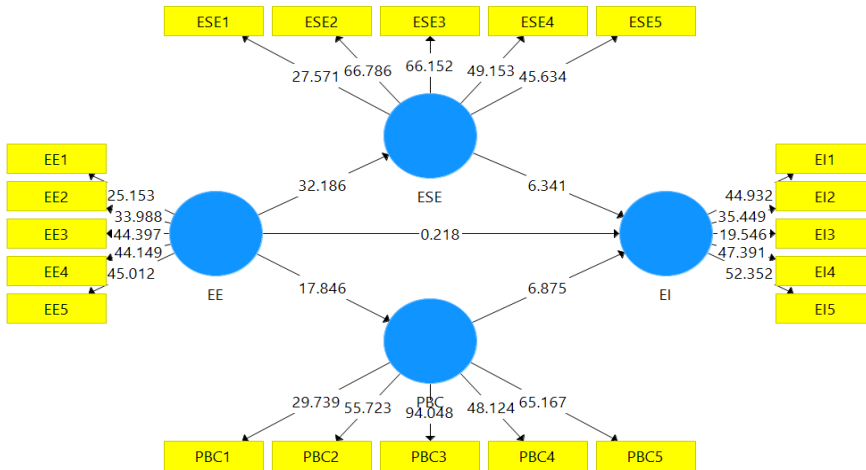 ESE1 ESE2 ESE3 ESE4 ESE5
27.571 66.786 66.152 49.153 45.634
EE1
EE2
EE3
EE4
EE5
25.153
33.988
44.397
44.149
45.012
EE
32.186
ESE
6.341
0.218
17.846
PBC
6.875
EI
44.932
35.449
19.546
47.391
52.352
EI1
EI2
EI3
EI4
EI5
29.739 55.723 94.048 48.124 65.167
PBC1 PBC2 PBC3 PBC4 PBC5